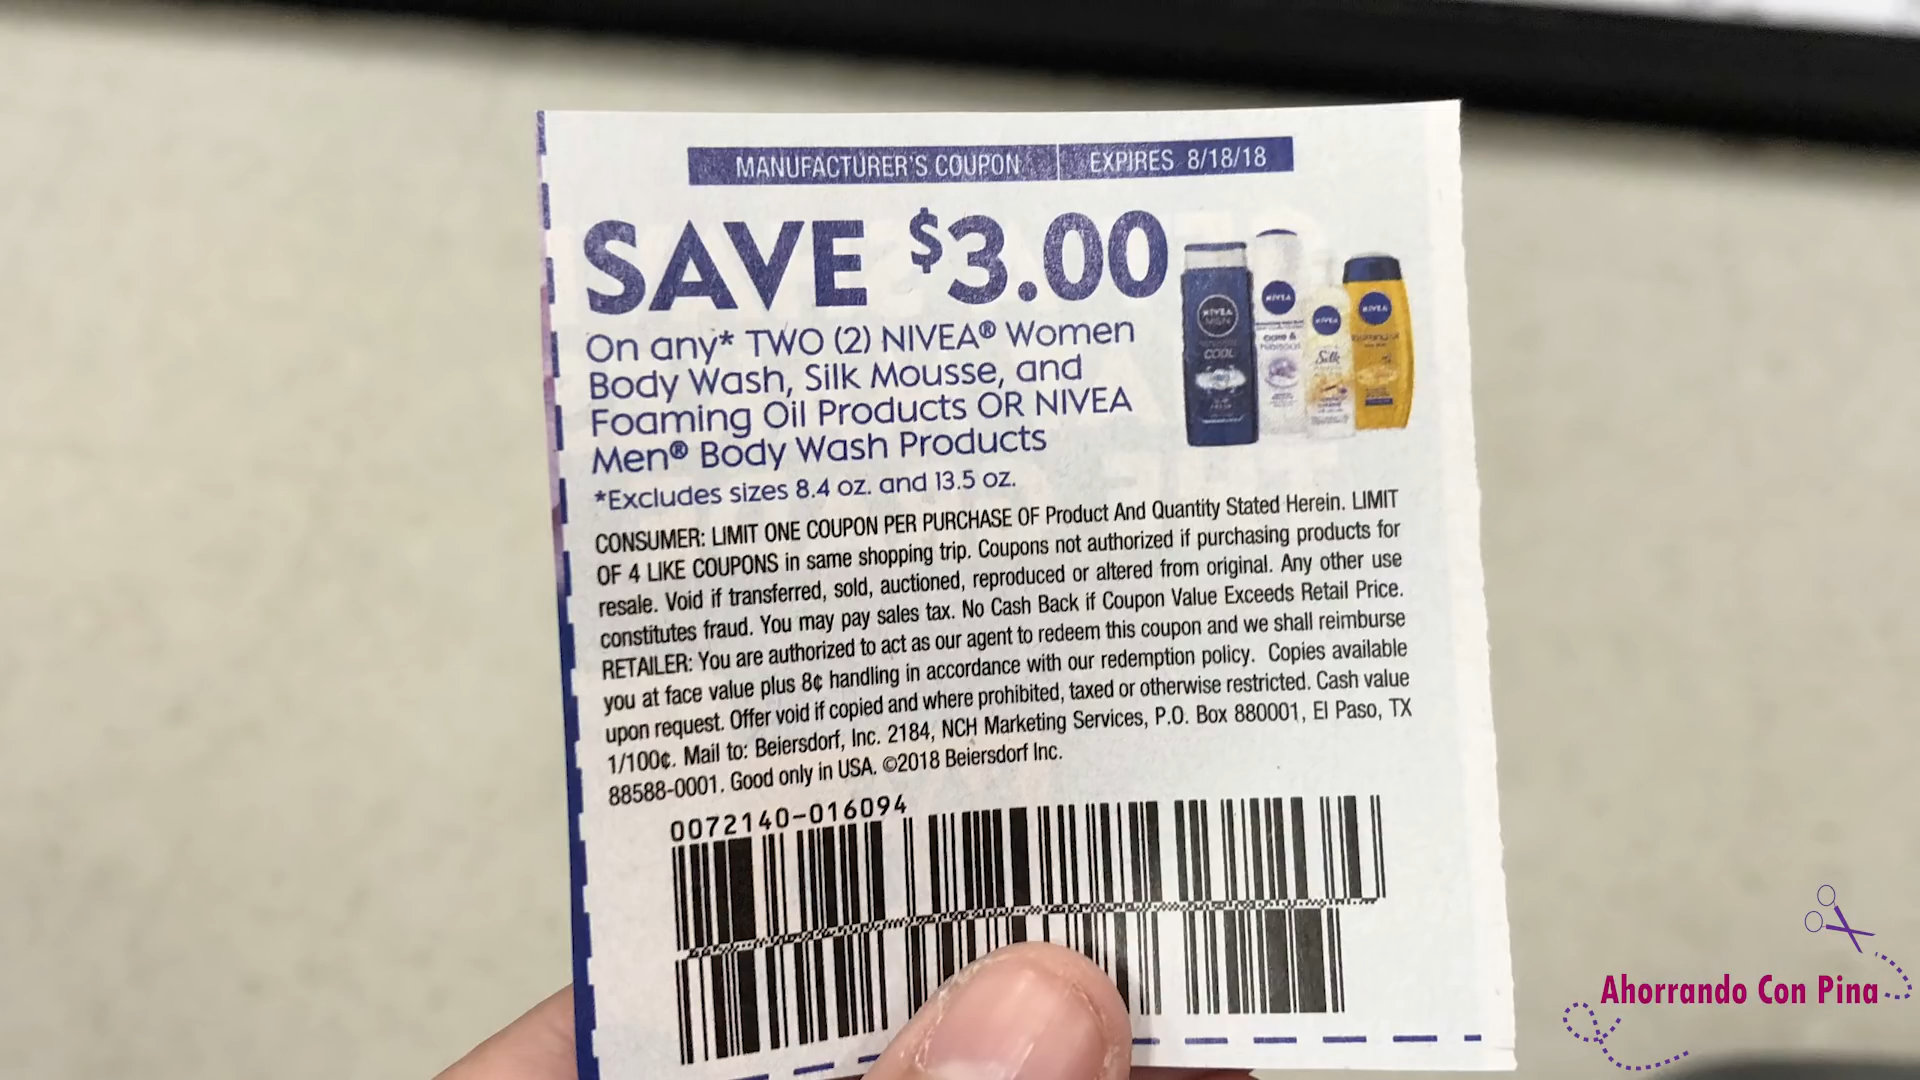 MANUFACTURER'S COUPON EXPIRES 8/18/18
SAVE $3.00
On any* TWO (2) NIVEA® Women
Body Wash, Silk Mousse, and
Foaming Oil Products OR NIVEA
Men® Body Wash Products
*Excludes sizes 8.4 oz. and 13.5 oz.
NIVEA
MEN
COOL
NIVEA
care &
NIVEA
Silk
NIVEA
CONSUMER: LIMIT ONE COUPON PER PURCHASE OF Product And Quantity Stated Herein. LIMIT
OF 4 LIKE COUPONS in same shopping trip. Coupons not authorized if purchasing products for
resale. Void if transferred, sold, auctioned, reproduced or altered from original. Any other use
constitutes fraud. You may pay sales tax. No Cash Back if Coupon Value Exceeds Retail Price.
RETAILER: You are authorized to act as our agent to redeem this coupon and we shall reimburse
you at face value plus 8¢ handling in accordance with our redemption policy. Copies available
upon request. Offer void if copied and where prohibited, taxed or otherwise restricted. Cash value
1/100¢. Mail to: Beiersdorf, Inc. 2184, NCH Marketing Services, P.O. Box 880001, El Paso, TX
88588-0001. Good only in USA. ©2018 Beiersdorf Inc.
0072140-016094
Ahorrando Con Pina